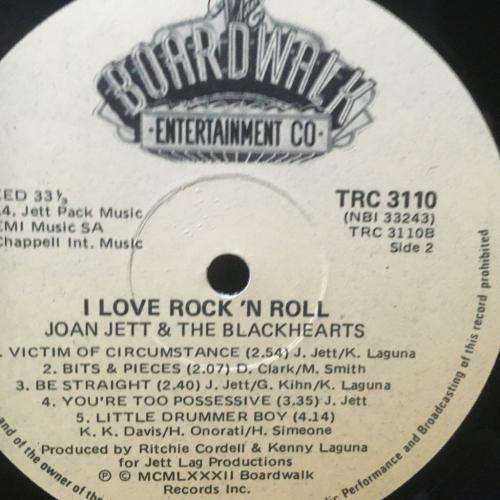 The
BOARDWALK
·ENTERTAINMENT CO·
EED 33⅓
4. Jett Pack Music
EMI Music SA
Chappell Int. Music
TRC 3110
(NBI 33243)
TRC 3110B
Side 2
I LOVE ROCK 'N ROLL
JOAN JETT & THE BLACKHEARTS
. VICTIM OF CIRCUMSTANCE (2.54) J. Jett/K. Laguna
2. BITS & PIECES (2.07) D. Clark/M. Smith
3. BE STRAIGHT (2.40) J. Jett/G. Kihn/K. Laguna
4. YOU'RE TOO POSSESSIVE (3.35) J. Jett
5. LITTLE DRUMMER BOY (4.14)
K. K. Davis/H. Onorati/H. Simeone
Produced by Ritchie Cordell & Kenny Laguna
for Jett Lag Productions
℗ © MCMLXXXII Boardwalk
Records Inc.
and of the owner of the
Performance and Broadcasting of this record prohibited